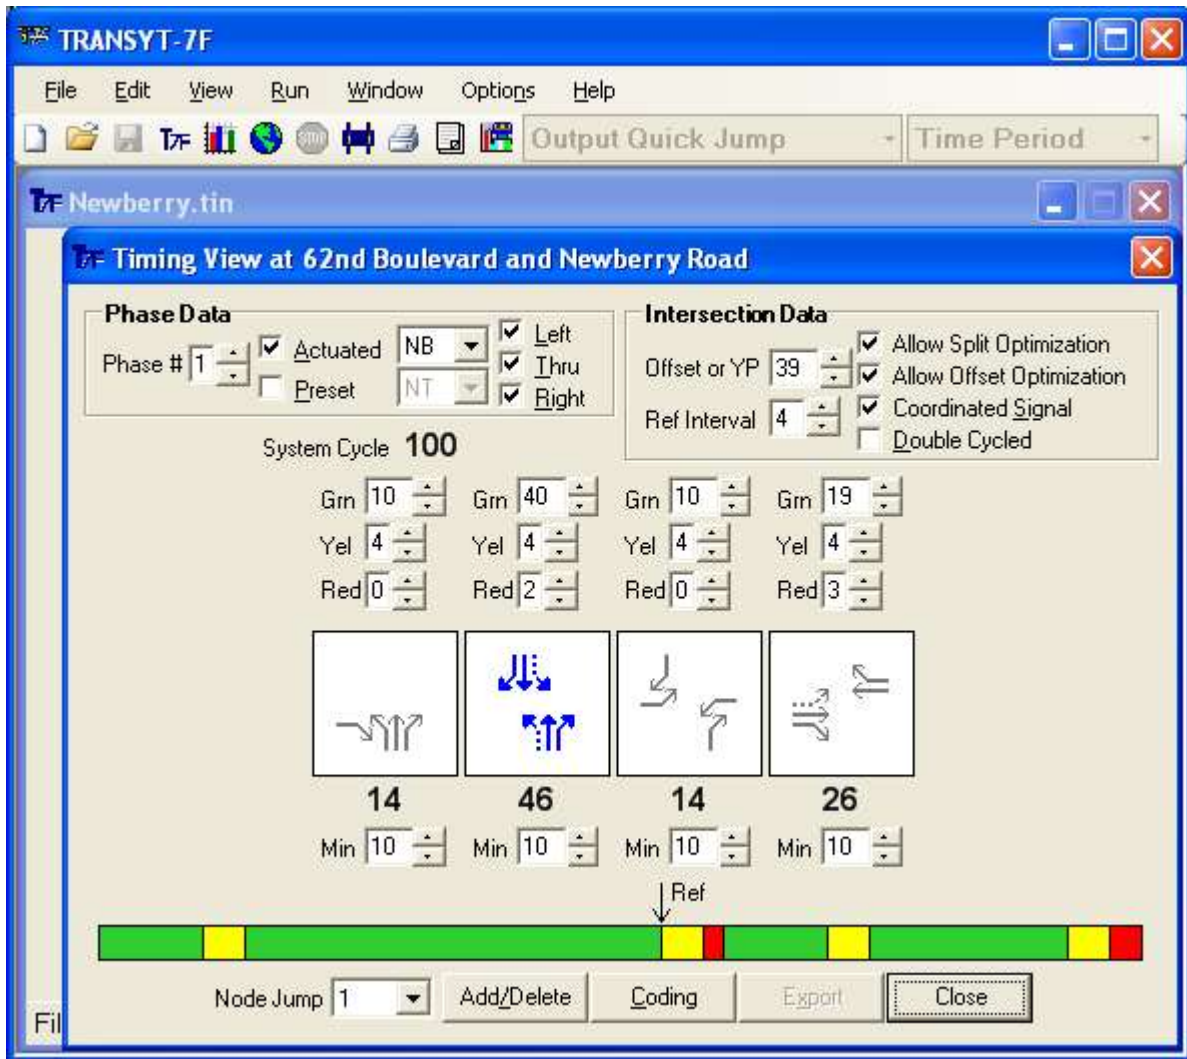 TRANSYT-7F
File Edit View Run Window Options Help
T7F STOP Output Quick Jump Time Period
T7F Newberry.tin
T7F Timing View at 62nd Boulevard and Newberry Road
Phase Data
Phase # 1
Actuated NB Left
Preset NT Thru
Right
Intersection Data
Offset or YP 39
Ref Interval 4
Allow Split Optimization
Allow Offset Optimization
Coordinated Signal
Double Cycled
System Cycle 100
Grn 10 Grn 40 Grn 10 Grn 19
Yel 4 Yel 4 Yel 4 Yel 4
Red 0 Red 2 Red 0 Red 3
14 46 14 26
Min 10 Min 10 Min 10 Min 10
Ref
Node Jump 1 Add/Delete Coding Export Close
Fil